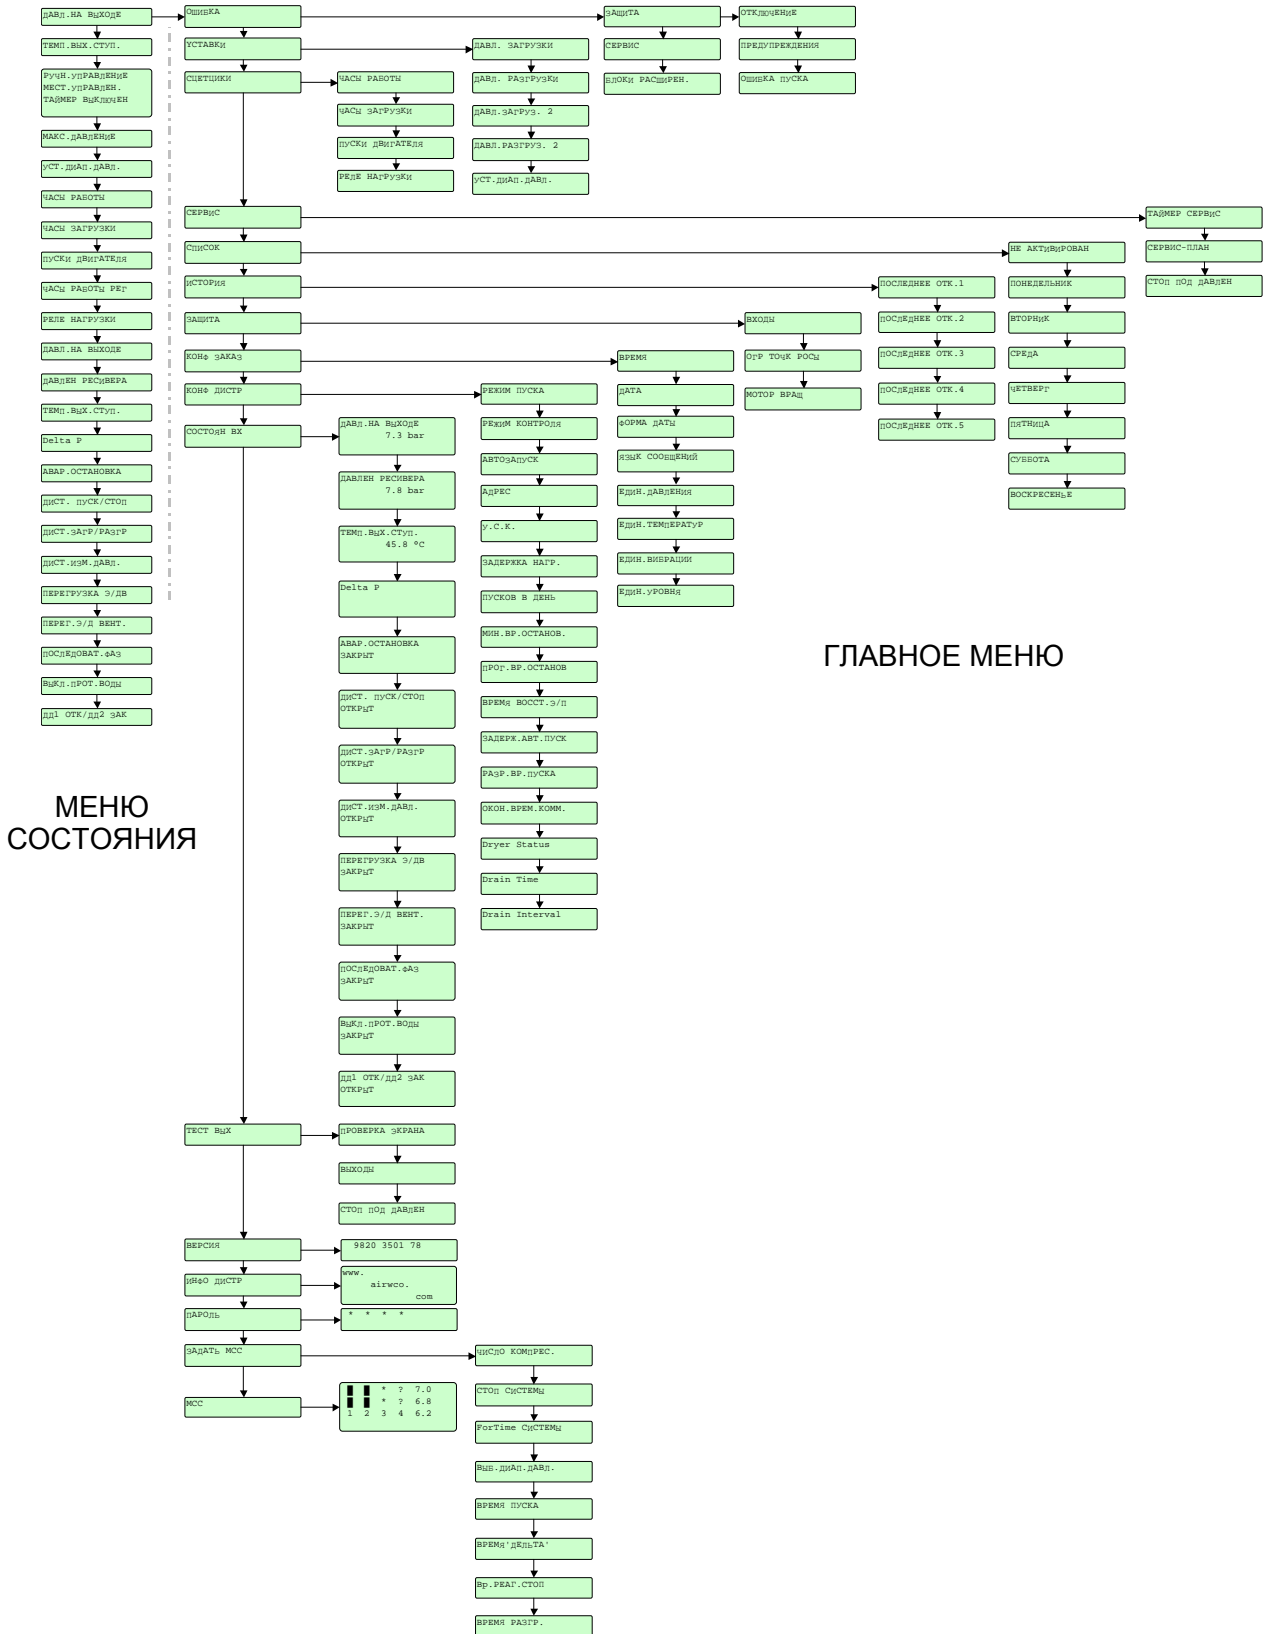 ДАВЛ.НА ВЫХОДЕ
ТЕМП.ВЫХ.СТУП.
РУЧН.УПРАВЛЕНИЕ
МЕСТ.УПРАВЛЕН.
ТАЙМЕР ВЫКЛЮЧЕН
МАКС.ДАВЛЕНИЕ
УСТ.ДИАП.ДАВЛ.
ЧАСЫ РАБОТЫ
ЧАСЫ ЗАГРУЗКИ
ПУСКИ ДВИГАТЕЛЯ
ЧАСЫ РАБОТЫ РЕГ
РЕЛЕ НАГРУЗКИ
ДАВЛ.НА ВЫХОДЕ
ДАВЛЕН РЕСИВЕРА
ТЕМП.ВЫХ.СТУП.
Delta P
АВАР.ОСТАНОВКА
ДИСТ. ПУСК/СТОП
ДИСТ.ЗАГР/РАЗГР
ДИСТ.ИЗМ.ДАВЛ.
ПЕРЕГРУЗКА Э/ДВ
ПЕРЕГ.Э/Д ВЕНТ.
ПОСЛЕДОВАТ.ФАЗ
ВЫКЛ.ПРОТ.ВОДЫ
ДД1 ОТК/ДД2 ЗАК
МЕНЮ
СОСТОЯНИЯ
ОШИБКА
УСТАВКИ
СЦЕТЦИКИ
СЕРВИС
СПИСОК
ИСТОРИЯ
ЗАЩИТА
КОНФ ЗАКАЗ
КОНФ ДИСТР
СОСТОЯН ВХ
ТЕСТ ВЫХ
ВЕРСИЯ
ИНФО ДИСТР
ПАРОЛЬ
ЗАДАТЬ МСС
МСС
ЗАЩИТА
СЕРВИС
БЛОКИ РАСШИРЕН.
ОТКЛЮЧЕНИЕ
ПРЕДУПРЕЖДЕНИЯ
ОШИБКА ПУСКА
ДАВЛ. ЗАГРУЗКИ
ДАВЛ. РАЗГРУЗКИ
ДАВЛ.ЗАГРУЗ. 2
ДАВЛ.РАЗГРУЗ. 2
УСТ.ДИАП.ДАВЛ.
ЧАСЫ РАБОТЫ
ЧАСЫ ЗАГРУЗКИ
ПУСКИ ДВИГАТЕЛЯ
РЕЛЕ НАГРУЗКИ
ТАЙМЕР СЕРВИС
СЕРВИС-ПЛАН
СТОП ПОД ДАВЛЕН
НЕ АКТИВИРОВАН
ПОНЕДЕЛЬНИК
ВТОРНИК
СРЕДА
ЧЕТВЕРГ
ПЯТНИЦА
СУББОТА
ВОСКРЕСЕНЬЕ
ПОСЛЕДНЕЕ ОТК.1
ПОСЛЕДНЕЕ ОТК.2
ПОСЛЕДНЕЕ ОТК.3
ПОСЛЕДНЕЕ ОТК.4
ПОСЛЕДНЕЕ ОТК.5
ВХОДЫ
ОГР ТОЧК РОСЫ
МОТОР ВРАЩ
ВРЕМЯ
ДАТА
ФОРМА ДАТЫ
ЯЗЫК СООБЩЕНИЙ
ЕДИН.ДАВЛЕНИЯ
ЕДИН.ТЕМПЕРАТУР
ЕДИН.ВИБРАЦИИ
ЕДИН.УРОВНЯ
РЕЖИМ ПУСКА
РЕЖИМ КОНТРОЛЯ
АВТОЗАПУСК
АДРЕС
У.С.К.
ЗАДЕРЖКА НАГР.
ПУСКОВ В ДЕНЬ
МИН.ВР.ОСТАНОВ.
ПРОГ.ВР.ОСТАНОВ
ВРЕМЯ ВОССТ.Э/П
ЗАДЕРЖ.АВТ.ПУСК
РАЗР.ВР.ПУСКА
ОКОН.ВРЕМ.КОММ.
Dryer Status
Drain Time
Drain Interval
ДАВЛ.НА ВЫХОДЕ
7.3 bar
ДАВЛЕН РЕСИВЕРА
7.8 bar
ТЕМП.ВЫХ.СТУП.
45.8 °C
Delta P
АВАР.ОСТАНОВКА
ЗАКРЫТ
ДИСТ. ПУСК/СТОП
ОТКРЫТ
ДИСТ.ЗАГР/РАЗГР
ОТКРЫТ
ДИСТ.ИЗМ.ДАВЛ.
ОТКРЫТ
ПЕРЕГРУЗКА Э/ДВ
ЗАКРЫТ
ПЕРЕГ.Э/Д ВЕНТ.
ЗАКРЫТ
ПОСЛЕДОВАТ.ФАЗ
ЗАКРЫТ
ВЫКЛ.ПРОТ.ВОДЫ
ЗАКРЫТ
ДД1 ОТК/ДД2 ЗАК
ОТКРЫТ
ГЛАВНОЕ МЕНЮ
ПРОВЕРКА ЭКРАНА
ВЫХОДЫ
СТОП ПОД ДАВЛЕН
9820 3501 78
www.
airwco.
com
* * * *
█ █ * ? 7.0
█ █ * ? 6.8
1 2 3 4 6.2
ЧИСЛО КОМПРЕС.
СТОП СИСТЕМЫ
ForTime СИСТЕМЫ
ВЫБ.ДИАП.ДАВЛ.
ВРЕМЯ ПУСКА
ВРЕМЯ'ДЕЛЬТА'
Вр.РЕАГ.СТОП
ВРЕМЯ РАЗГР.